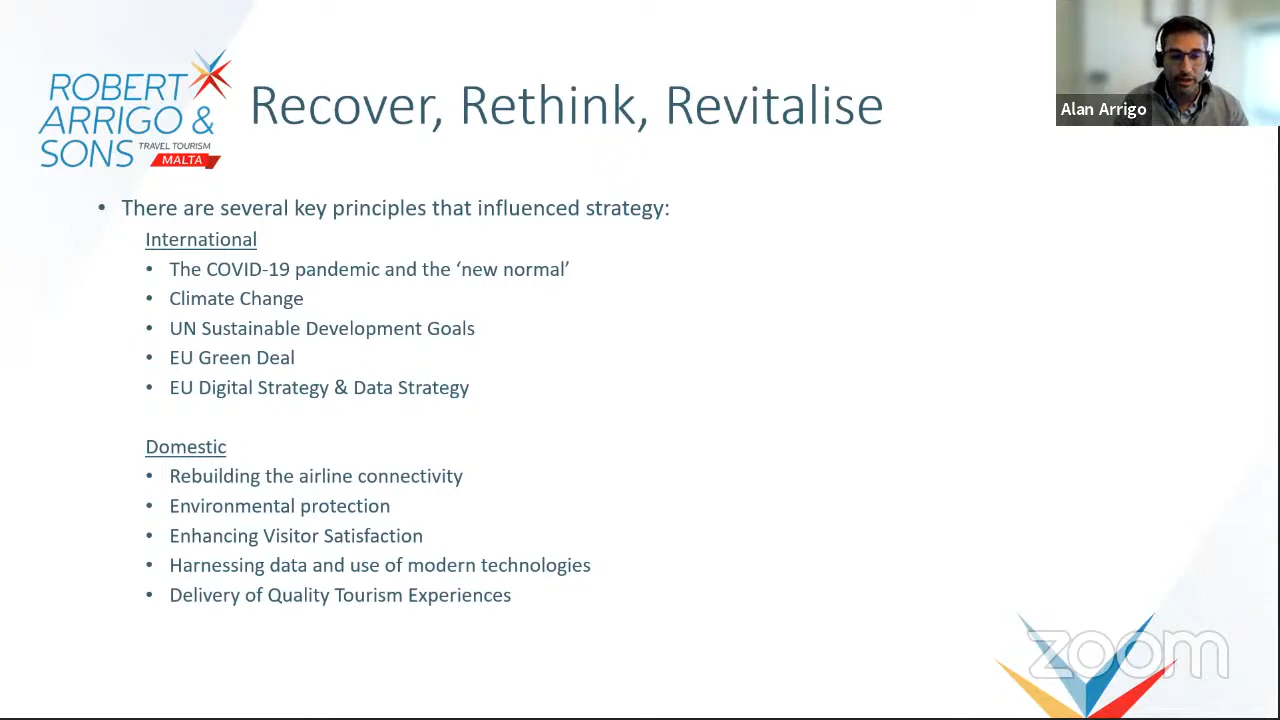 ROBERT
ARRIGO &
SONS
TRAVEL TOURISM
MALTA
Recover, Rethink, Revitalise
Alan Arrigo
• There are several key principles that influenced strategy:
International
• The COVID-19 pandemic and the ‘new normal’
• Climate Change
• UN Sustainable Development Goals
• EU Green Deal
• EU Digital Strategy & Data Strategy
Domestic
• Rebuilding the airline connectivity
• Environmental protection
• Enhancing Visitor Satisfaction
• Harnessing data and use of modern technologies
• Delivery of Quality Tourism Experiences
zoom